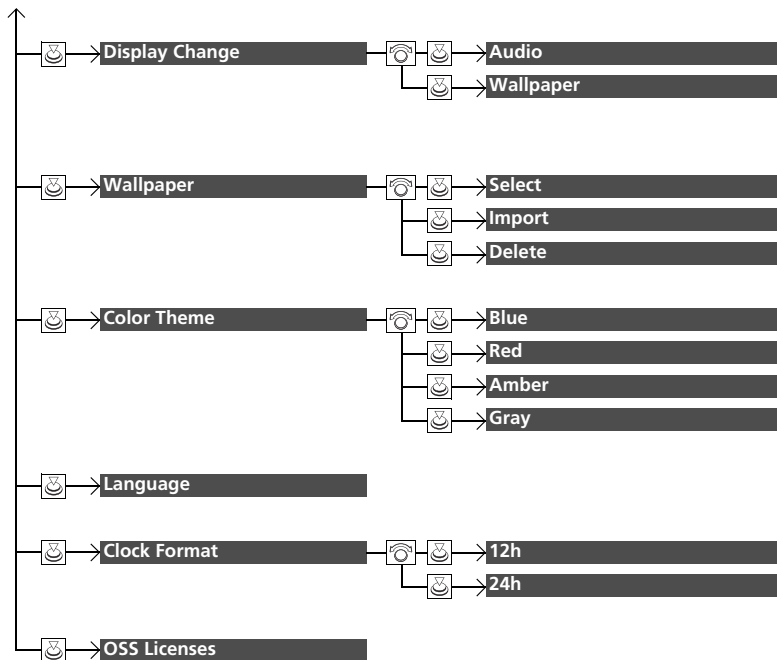 Display Change
Audio
Wallpaper
Wallpaper
Select
Import
Delete
Color Theme
Blue
Red
Amber
Gray
Language
Clock Format
12h
24h
OSS Licenses